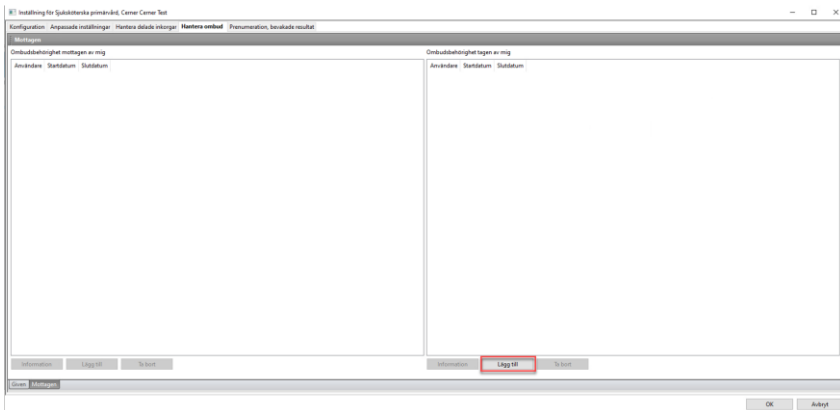 Inställning för Sjuksköterska primärvård, Cerner Cerner Test
Konfiguration Anpassade inställningar Hantera delade inkorgar Hantera ombud Prenumeration, bevakade resultat
Mottagen
Ombudsbehörighet mottagen av mig Ombudsbehörighet tagen av mig
Användare Startdatum Slutdatum Användare Startdatum Slutdatum
Information Lägg till Ta bort Information Lägg till Ta bort
Given Mottagen
OK Avbryt